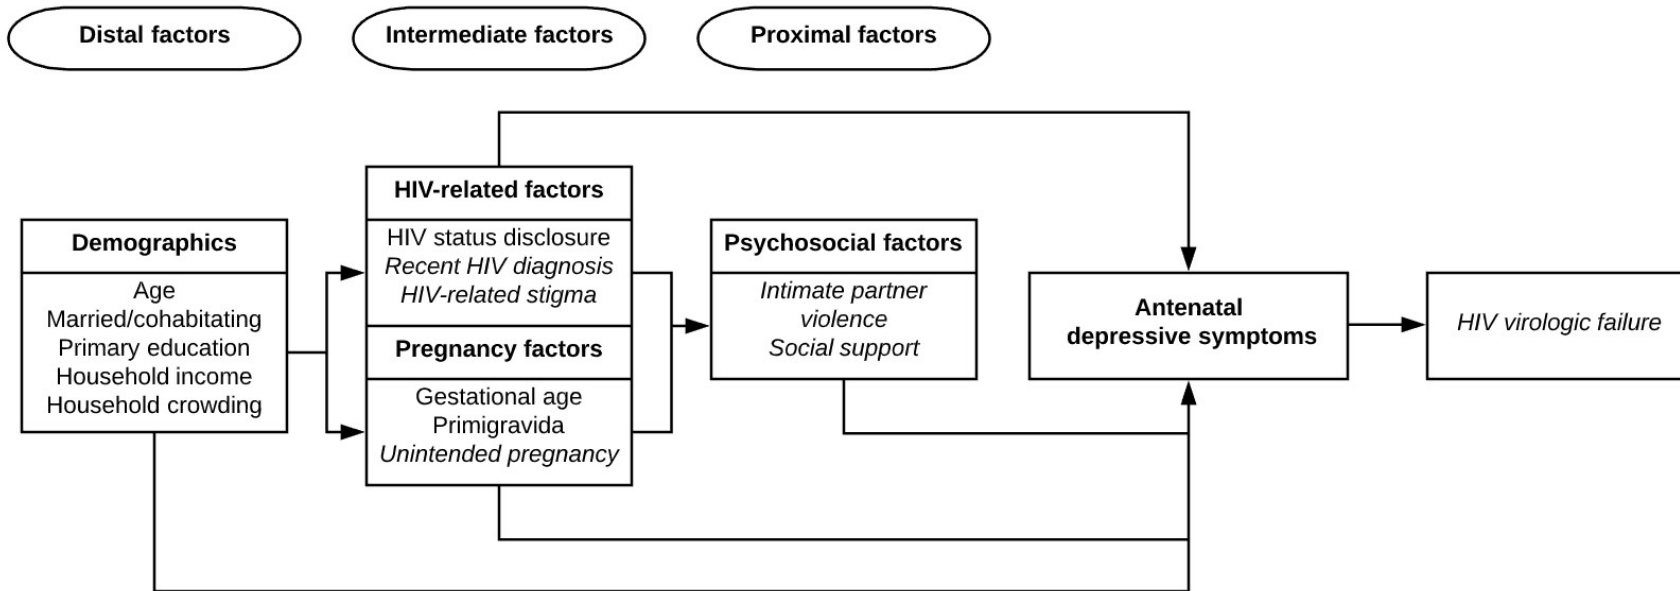 Distal factors
Intermediate factors
Proximal factors
Demographics
Age
Married/cohabitating
Primary education
Household income
Household crowding
HIV-related factors
HIV status disclosure
Recent HIV diagnosis
HIV-related stigma
Pregnancy factors
Gestational age
Primigravida
Unintended pregnancy
Psychosocial factors
Intimate partner
violence
Social support
Antenatal
depressive symptoms
HIV virologic failure